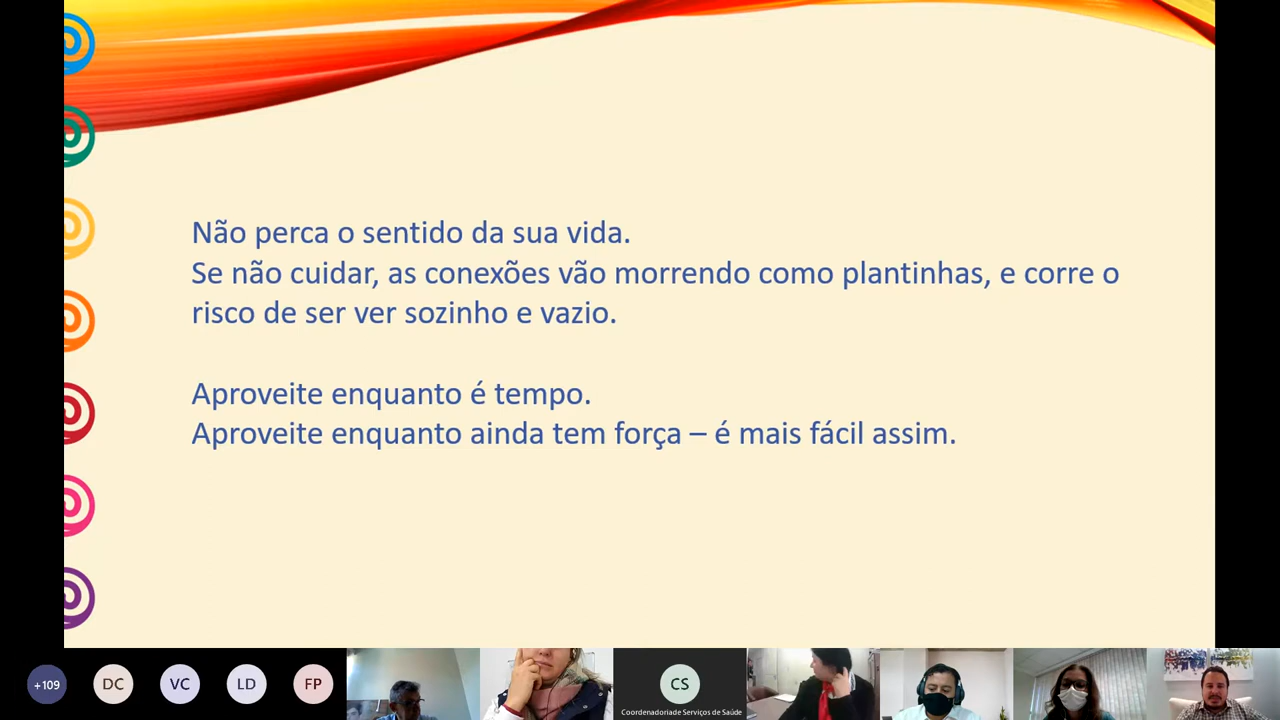 Não perca o sentido da sua vida.
Se não cuidar, as conexões vão morrendo como plantinhas, e corre o
risco de ser ver sozinho e vazio.
Aproveite enquanto é tempo.
Aproveite enquanto ainda tem força – é mais fácil assim.
+109
DC
VC
LD
FP
CS
Coordenadoriade Serviços de Saúde